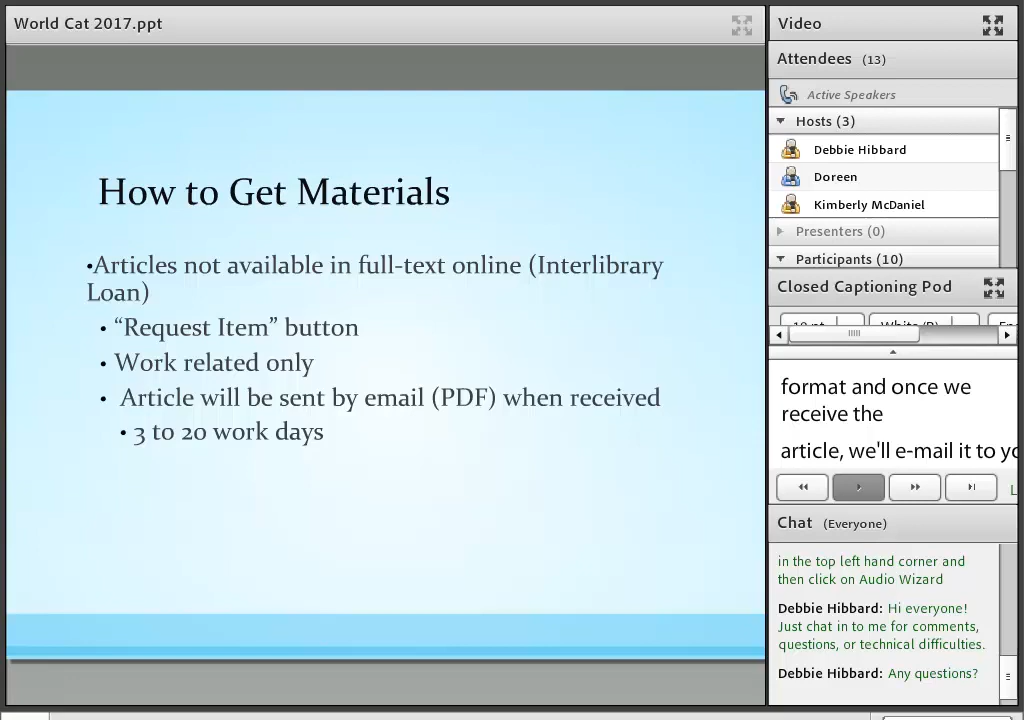 World Cat 2017.ppt
How to Get Materials
•Articles not available in full-text online (Interlibrary
Loan)
• “Request Item” button
• Work related only
• Article will be sent by email (PDF) when received
• 3 to 20 work days
Video
Attendees (13)
Active Speakers
Hosts (3)
Debbie Hibbard
Doreen
Kimberly McDaniel
Presenters (0)
Participants (10)
Closed Captioning Pod
format and once we
receive the
article, we'll e-mail it to yo
Chat (Everyone)
in the top left hand corner and
then click on Audio Wizard
Debbie Hibbard: Hi everyone!
Just chat in to me for comments,
questions, or technical difficulties.
Debbie Hibbard: Any questions?